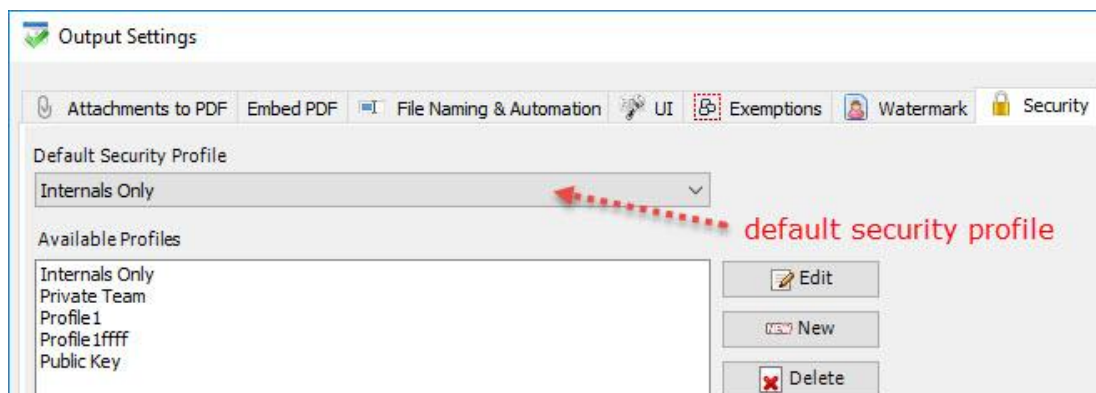 Output Settings
Attachments to PDF Embed PDF File Naming & Automation UI Exemptions Watermark Security
Default Security Profile
Internals Only
default security profile
Available Profiles
Internals Only
Private Team
Profile1
Profile1ffff
Public Key
Edit
NEW New
Delete